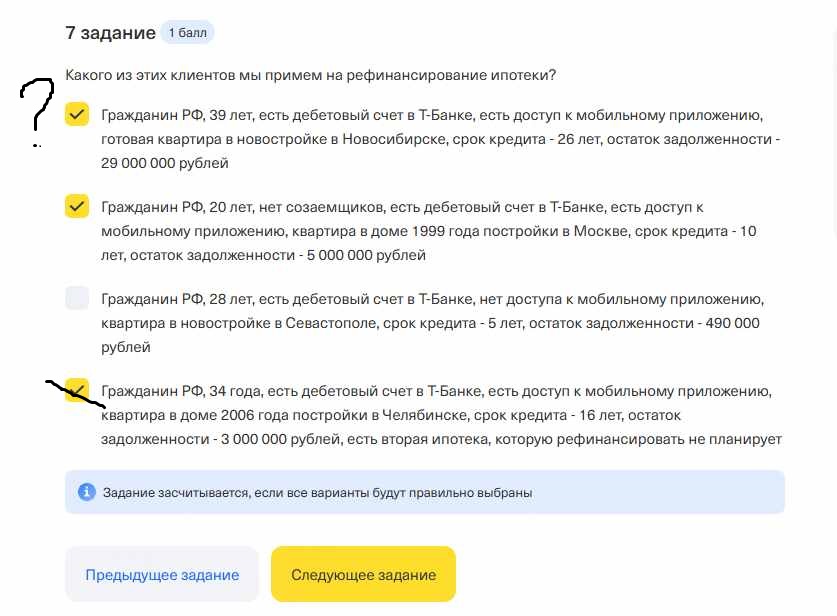 7 задание
1 балл
Какого из этих клиентов мы примем на рефинансирование ипотеки?
?
Гражданин РФ, 39 лет, есть дебетовый счет в Т-Банке, есть доступ к мобильному приложению,
готовая квартира в новостройке в Новосибирске, срок кредита - 26 лет, остаток задолженности -
29 000 000 рублей
Гражданин РФ, 20 лет, нет созаемщиков, есть дебетовый счет в Т-Банке, есть доступ к
мобильному приложению, квартира в доме 1999 года постройки в Москве, срок кредита - 10
лет, остаток задолженности - 5 000 000 рублей
Гражданин РФ, 28 лет, есть дебетовый счет в Т-Банке, нет доступа к мобильному приложению,
квартира в новостройке в Севастополе, срок кредита - 5 лет, остаток задолженности - 490 000
рублей
Гражданин РФ, 34 года, есть дебетовый счет в Т-Банке, есть доступ к мобильному приложению,
квартира в доме 2006 года постройки в Челябинске, срок кредита - 16 лет, остаток
задолженности - 3 000 000 рублей, есть вторая ипотека, которую рефинансировать не планирует
Задание засчитывается, если все варианты будут правильно выбраны
Предыдущее задание
Следующее задание